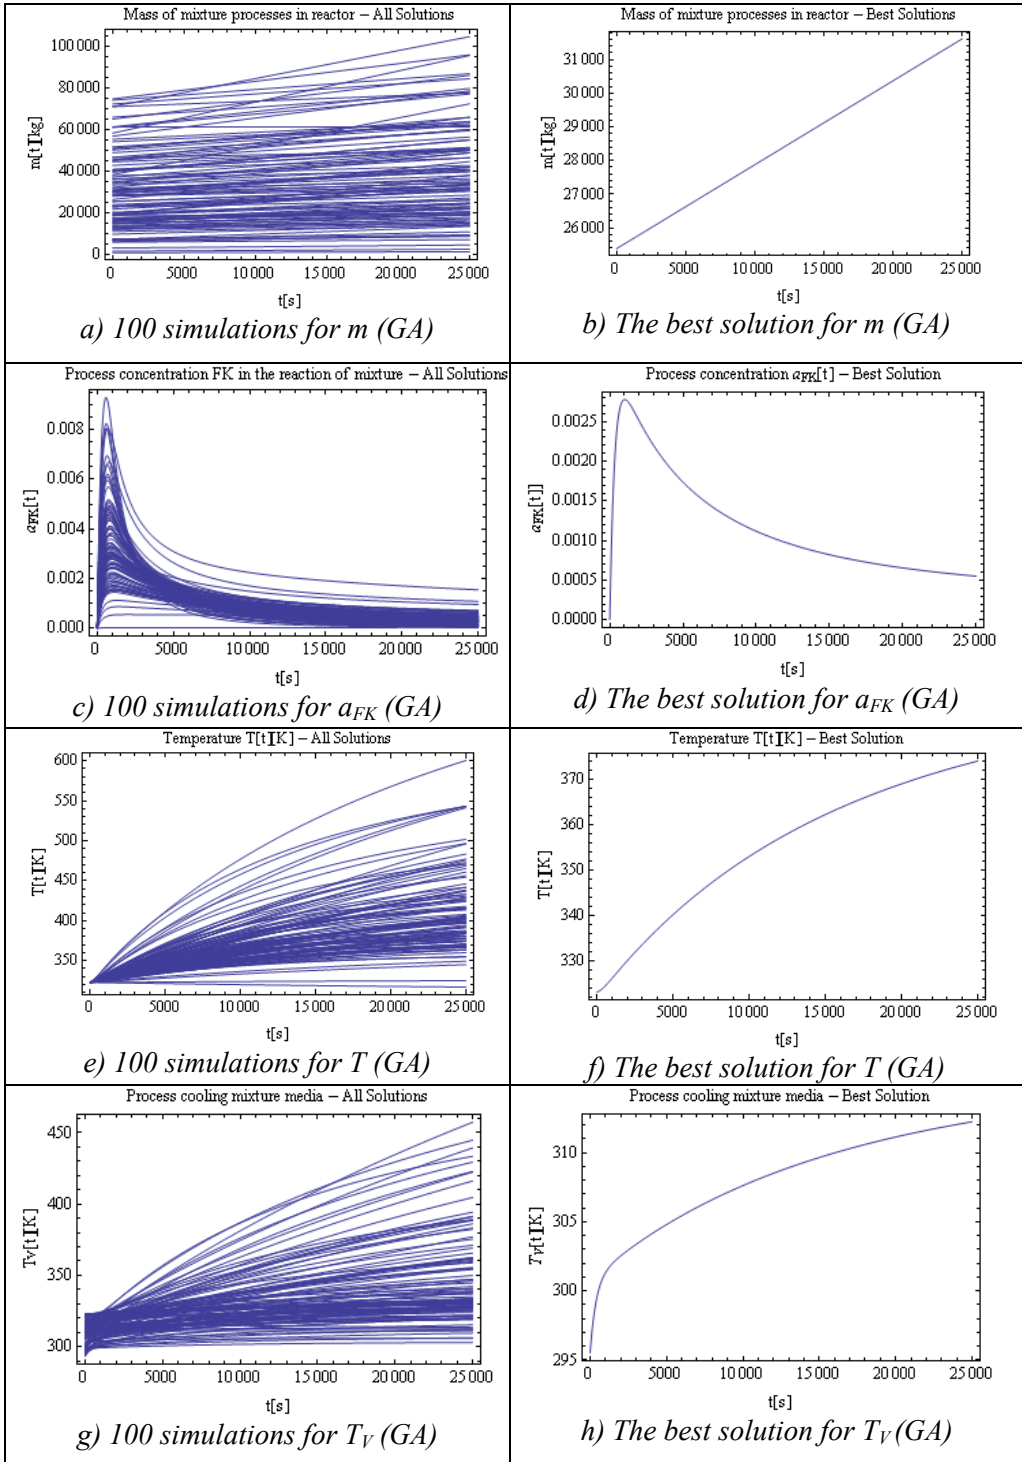 Mass of mixture processes in reactor – All Solutions
100 000
80 000
60 000
40 000
20 000
0
m[t][kg]
0 5000 10 000 15 000 20 000 25 000
t[s]
a) 100 simulations for m (GA)
Mass of mixture processes in reactor – Best Solutions
31 000
30 000
29 000
28 000
27 000
26 000
m[t][kg]
0 5000 10 000 15 000 20 000 25 000
t[s]
b) The best solution for m (GA)
Process concentration FK in the reaction of mixture – All Solutions
0.008
0.006
0.004
0.002
0.000
aFK[t]
0 5000 10 000 15 000 20 000 25 000
t[s]
c) 100 simulations for aFK (GA)
Process concentration aFK[t] – Best Solution
0.0025
0.0020
0.0015
0.0010
0.0005
0.0000
aFK[t]]
0 5000 10 000 15 000 20 000 25 000
t[s]
d) The best solution for aFK (GA)
Temperature T[t][K] – All Solutions
600
550
500
450
400
350
T[t][K]
0 5000 10 000 15 000 20 000 25 000
t[s]
e) 100 simulations for T (GA)
Temperature T[t][K] – Best Solution
370
360
350
340
330
T[t][K]
0 5000 10 000 15 000 20 000 25 000
t[s]
f) The best solution for T (GA)
Process cooling mixture media – All Solutions
450
400
350
300
Tv[t][K]
0 5000 10 000 15 000 20 000 25 000
t[s]
g) 100 simulations for TV (GA)
Process cooling mixture media – Best Solution
310
305
300
295
TV[t][K]
0 5000 10 000 15 000 20 000 25 000
t[s]
h) The best solution for TV (GA)